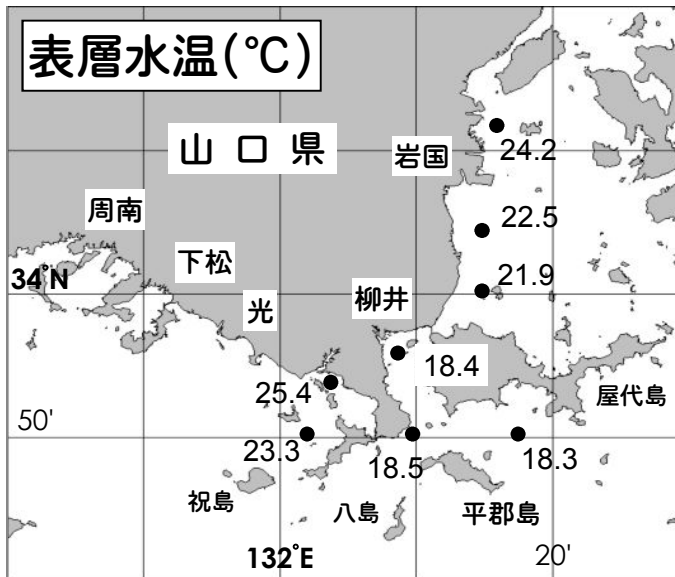 表層水温(℃)
山口県
岩国
24.2
周南
22.5
下松
34°N
21.9
光
柳井
18.4
25.4
屋代島
50'
23.3
18.5
18.3
祝島
八島
平郡島
132°E
20'